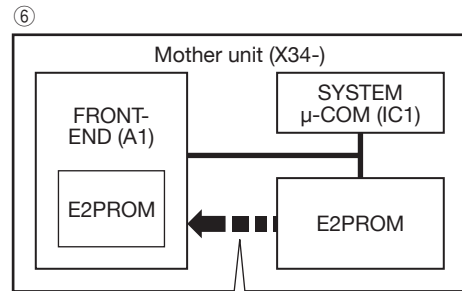 ⑥
Mother unit (X34-)
FRONT-
END (A1)
E2PROM
SYSTEM
µ-COM (IC1)
E2PROM